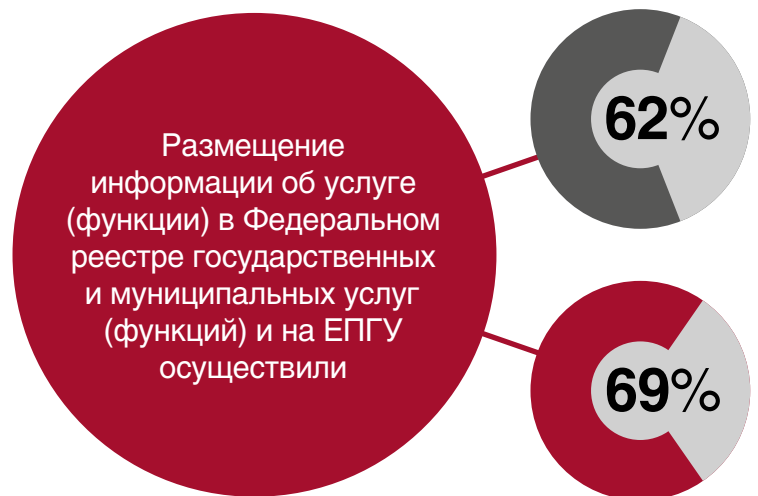 Размещение
информации об услуге
(функции) в Федеральном
реестре государственных
и муниципальных услуг
(функций) и на ЕПГУ
осуществили
62%
69%